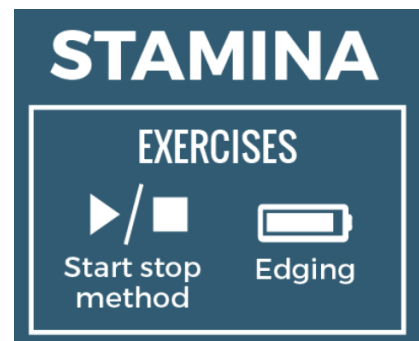 STAMINA
EXERCISES
Start stop
method
Edging